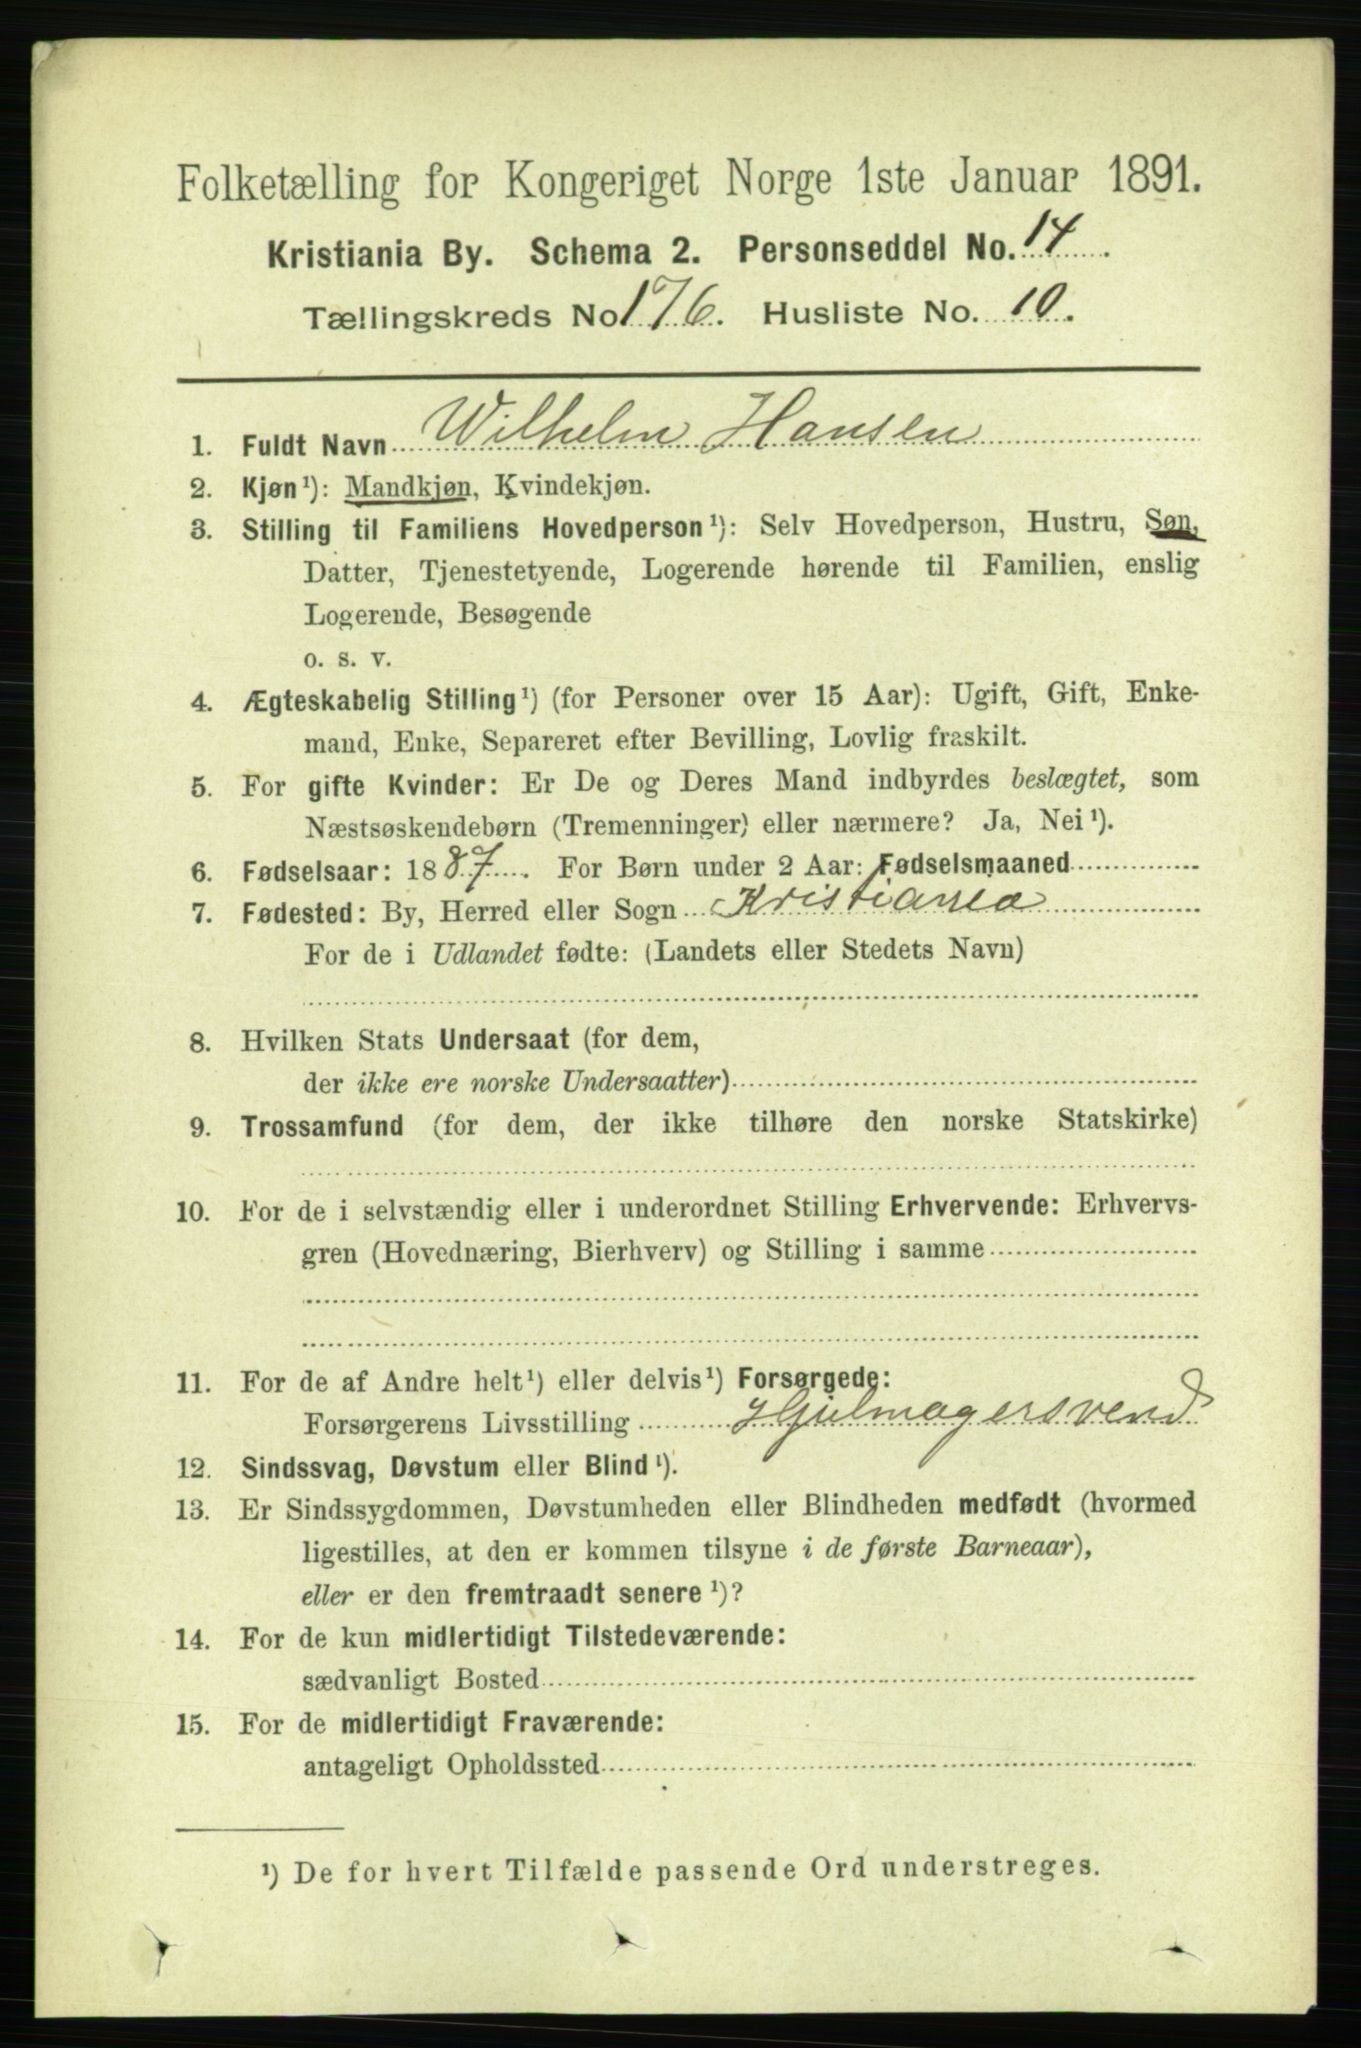 Folketælling for Kongeriget Norge 1ste Januar 1891.
Kristiania By. Schema 2. Personseddel No. 14
Tællingskreds No 176. Husliste No. 10.
1. Fuldt Navn Wilhelm Hansen
2. Kjøn¹): Mandkjøn, Kvindekjøn.
3. Stilling til Familiens Hovedperson¹): Selv Hovedperson, Hustru, Søn,
Datter, Tjenestetyende, Logerende hørende til Familien, enslig
Logerende, Besøgende
o. s. v.
4. Ægteskabelig Stilling¹) (for Personer over 15 Aar): Ugift, Gift, Enke-
mand, Enke, Separeret efter Bevilling, Lovlig fraskilt.
5. For gifte Kvinder: Er De og Deres Mand indbyrdes beslægtet, som
Næstsøskendebørn (Tremenninger) eller nærmere? Ja, Nei¹).
6. Fødselsaar: 1887. For Børn under 2 Aar: Fødselsmaaned
7. Fødested: By, Herred eller Sogn Kristiania
For de i Udlandet fødte: (Landets eller Stedets Navn)
8. Hvilken Stats Undersaat (for dem,
der ikke ere norske Undersaatter)
9. Trossamfund (for dem, der ikke tilhøre den norske Statskirke)
10. For de i selvstændig eller i underordnet Stilling Erhvervende: Erhvervs-
gren (Hovednæring, Bierhverv) og Stilling i samme
11. For de af Andre helt¹) eller delvis¹) Forsørgede:
Forsørgerens Livsstilling Hjulmagersvend
12. Sindssvag, Døvstum eller Blind¹).
13. Er Sindssygdommen, Døvstumheden eller Blindheden medfødt (hvormed
ligestilles, at den er kommen tilsyne i de første Barneaar),
eller er den fremtraadt senere¹)?
14. For de kun midlertidigt Tilstedeværende:
sædvanligt Bosted
15. For de midlertidigt Fraværende:
antageligt Opholdssted
¹) De for hvert Tilfælde passende Ord understreges.